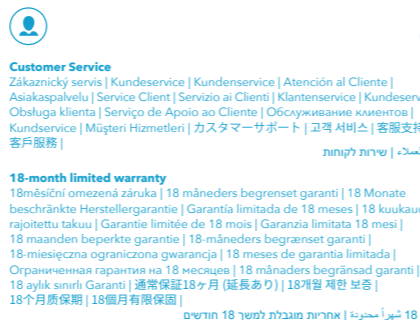 Customer Service
Zákaznický servis | Kundeservice | Kundenservice | Atención al Cliente |
Asiakaspalvelu | Service Client | Servizio ai Clienti | Klantenservice | Kundeserv
Obsługa klienta | Serviço de Apoio ao Cliente | Обслуживание клиентов |
Kundservice | Müşteri Hizmetleri | カスタマーサポート | 고객 서비스 | 客服支持
客戶服務 |
שירות לקוחות |
18-month limited warranty
18měsíční omezená záruka | 18 måneders begrenset garanti | 18 Monate
beschränkte Herstellergarantie | Garantía limitada de 18 meses | 18 kuukaud
rajoitettu takuu | Garantie limitée de 18 mois | Garanzia limitata 18 mesi |
18 maanden beperkte garantie | 18-måneders begrænset garanti |
18-miesięczna ograniczona gwarancja | 18 meses de garantia limitada |
Ограниченная гарантия на 18 месяцев | 18 månaders begränsad garanti |
18 aylık sınırlı Garanti | 通常保証18ヶ月 (延長あり) | 18개월 제한 보증 |
18个月质保期 | 18個月有限保固 |
18 شهراً محدودة | אחריות מוגבלת למשך 18 חודשים